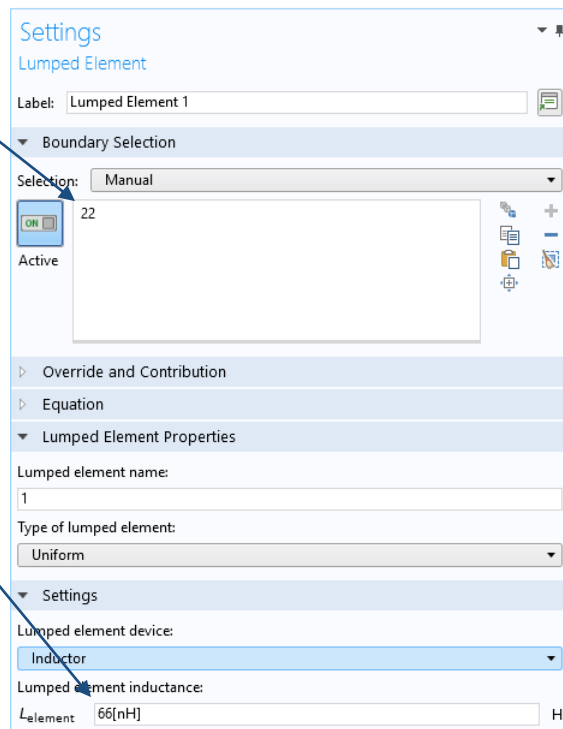 Settings
Lumped Element
Label: Lumped Element 1
Boundary Selection
Selection: Manual
ON
22
Active
Override and Contribution
Equation
Lumped Element Properties
Lumped element name:
1
Type of lumped element:
Uniform
Settings
Lumped element device:
Inductor
Lumped element inductance:
Lelement 66[nH] H